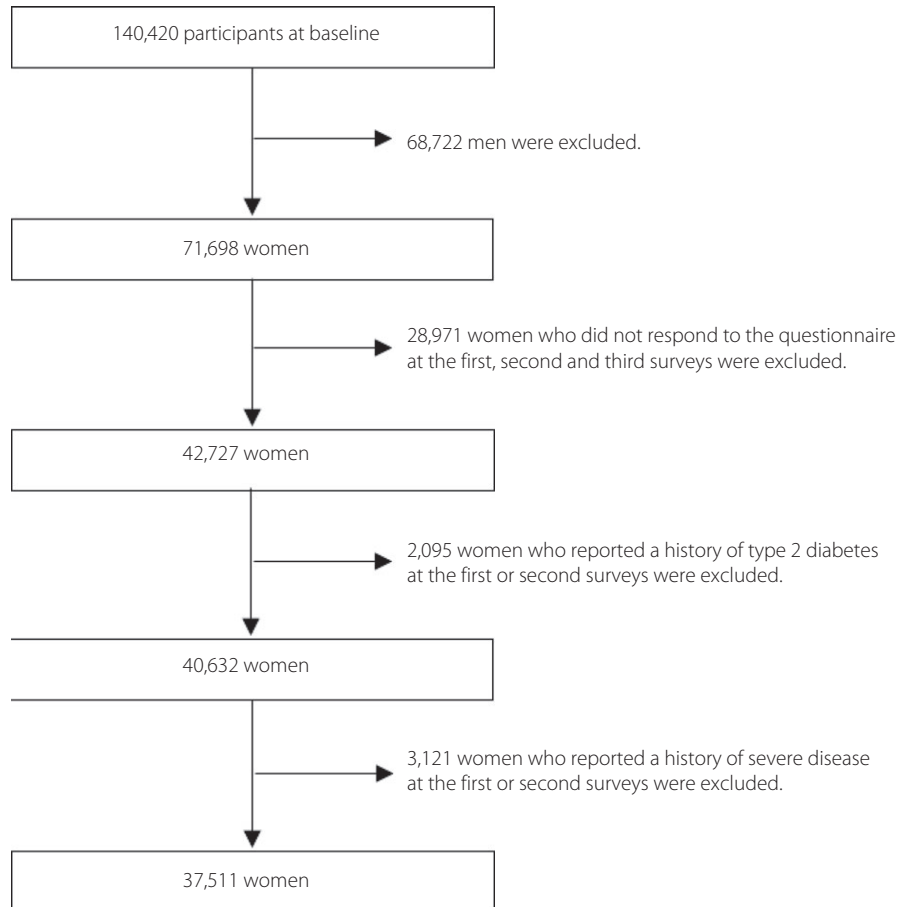 140,420 participants at baseline
68,722 men were excluded.
71,698 women
28,971 women who did not respond to the questionnaire
at the first, second and third surveys were excluded.
42,727 women
2,095 women who reported a history of type 2 diabetes
at the first or second surveys were excluded.
40,632 women
3,121 women who reported a history of severe disease
at the first or second surveys were excluded.
37,511 women